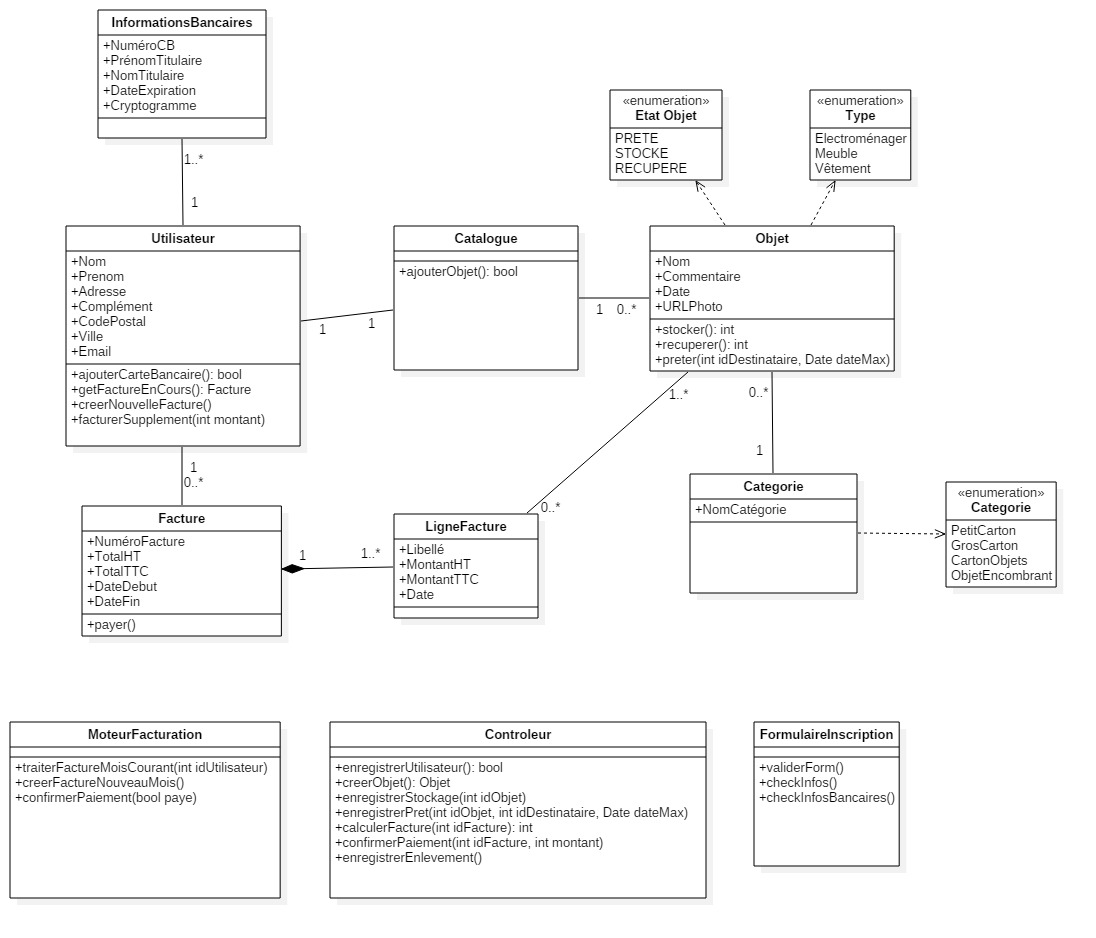 InformationsBancaires
+NuméroCB
+PrénomTitulaire
+NomTitulaire
+DateExpiration
+Cryptogramme
1..*
1
«enumeration»
Etat Objet
PRETE
STOCKE
RECUPERE
«enumeration»
Type
Electroménager
Meuble
Vêtement
Utilisateur
+Nom
+Prenom
+Adresse
+Complément
+CodePostal
+Ville
+Email
+ajouterCarteBancaire(): bool
+getFactureEnCours(): Facture
+creerNouvelleFacture()
+facturerSupplement(int montant)
1
1
Catalogue
+ajouterObjet(): bool
1
0..*
Objet
+Nom
+Commentaire
+Date
+URLPhoto
+stocker(): int
+recuperer(): int
+preter(int idDestinataire, Date dateMax)
1..*
0..*
0..*
1
1
0..*
Facture
+NuméroFacture
+TotalHT
+TotalTTC
+DateDebut
+DateFin
+payer()
1
1..*
LigneFacture
+Libellé
+MontantHT
+MontantTTC
+Date
Categorie
+NomCatégorie
«enumeration»
Categorie
PetitCarton
GrosCarton
CartonObjets
ObjetEncombrant
MoteurFacturation
+traiterFactureMoisCourant(int idUtilisateur)
+creerFactureNouveauMois()
+confirmerPaiement(bool paye)
Controleur
+enregistrerUtilisateur(): bool
+creerObjet(): Objet
+enregistrerStockage(int idObjet)
+enregistrerPret(int idObjet, int idDestinataire, Date dateMax)
+calculerFacture(int idFacture): int
+confirmerPaiement(int idFacture, int montant)
+enregistrerEnlevement()
FormulaireInscription
+validerForm()
+checkInfos()
+checkInfosBancaires()